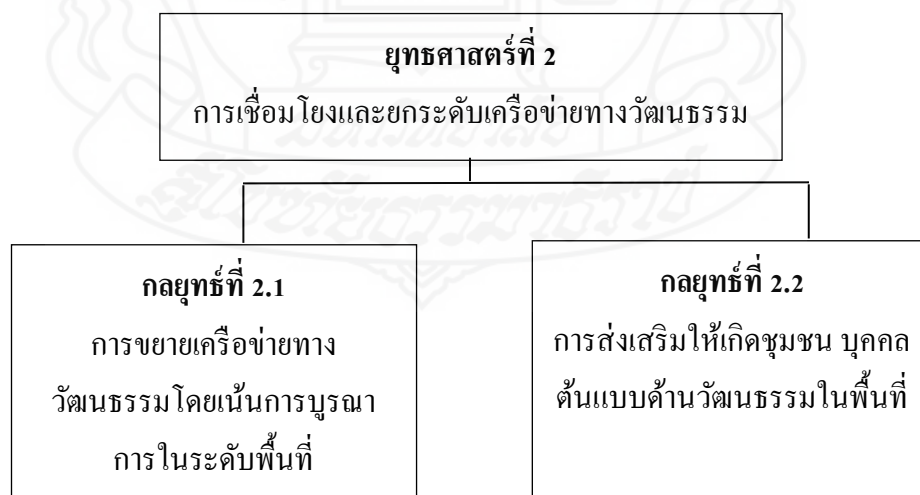 ยุทธศาสตร์ที่ 2
การเชื่อมโยงและยกระดับเครือข่ายทางวัฒนธรรม
กลยุทธ์ที่ 2.1
การขยายเครือข่ายทาง
วัฒนธรรมโดยเน้นการบูรณา
การในระดับพื้นที่
กลยุทธ์ที่ 2.2
การส่งเสริมให้เกิดชุมชน บุคคล
ต้นแบบด้านวัฒนธรรมในพื้นที่